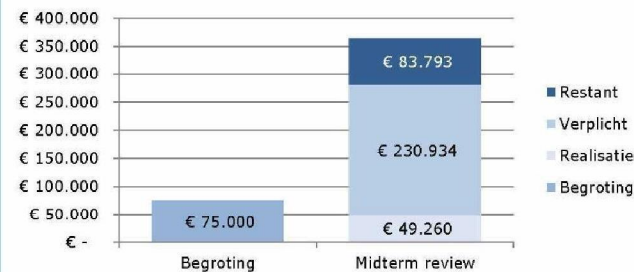 € 400.000
€ 350.000
€ 300.000
€ 250.000
€ 200.000
€ 150.000
€ 100.000
€ 50.000
€ -
€ 75.000
€ 83.793
€ 230.934
€ 49.260
Begroting
Midterm review
Restant
Verplicht
Realisatie
Begroting